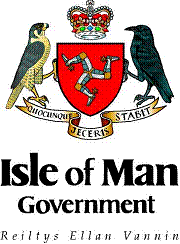 QUOCUNQUE JECERIS STABIT
Isle of Man
Government
Reiltys Ellan Vannin